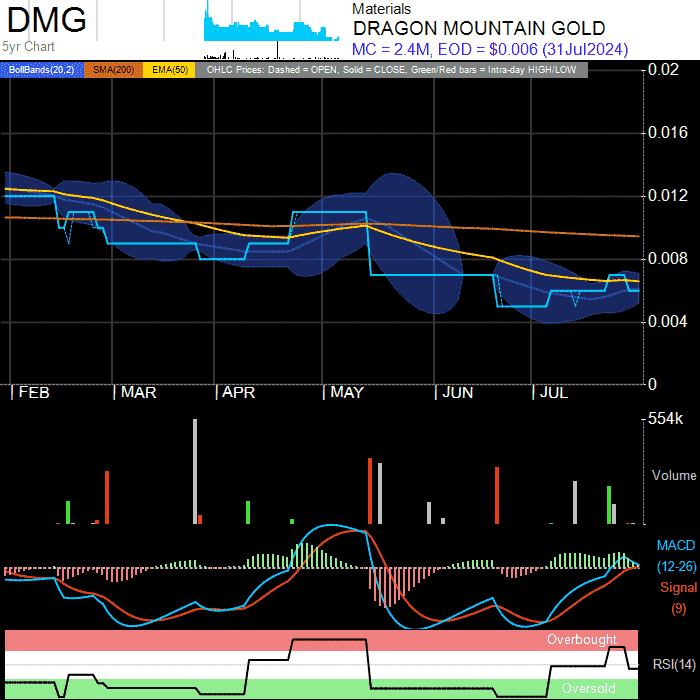 DMG
5yr Chart
Materials
DRAGON MOUNTAIN GOLD
MC = 2.4M, EOD = $0.006 (31Jul2024)
BollBands(20,2) SMA(200) EMA(50) OHLC Prices: Dashed = OPEN, Solid = CLOSE, Green/Red bars = Intra-day HIGH/LOW
0.02
0.016
0.012
0.008
0.004
0
| FEB | MAR | APR | MAY | JUN | JUL
554k
Volume
MACD
(12-26)
Signal
(9)
Overbought
RSI(14)
Oversold